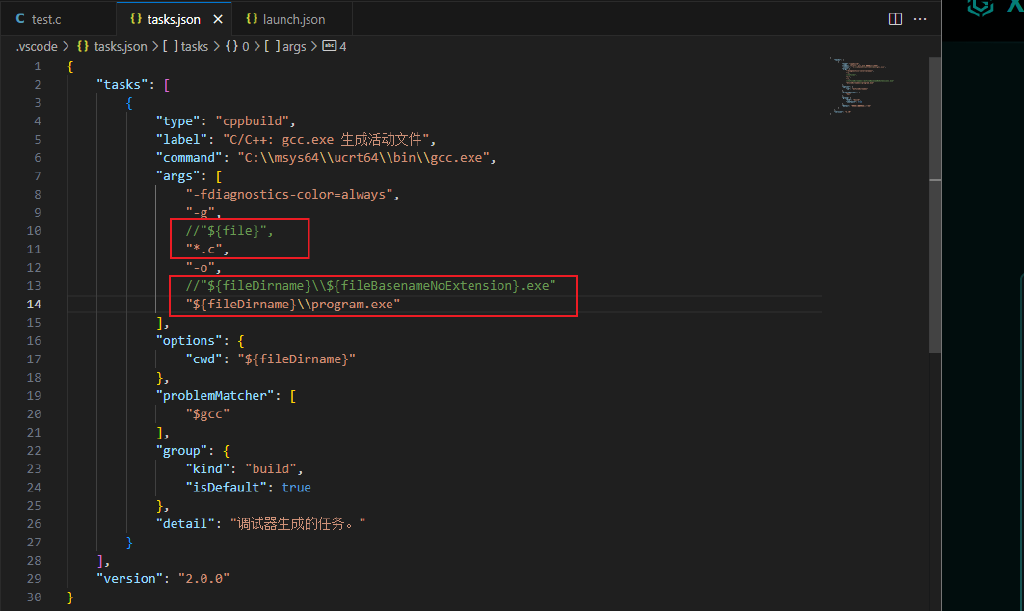 C test.c
{} tasks.json ×
{} launch.json
.vscode > {} tasks.json > [ ] tasks > {} 0 > [ ] args > abc 4
1 {
2 "tasks": [
3 {
4 "type": "cppbuild",
5 "label": "C/C++: gcc.exe 生成活动文件",
6 "command": "C:\\msys64\\ucrt64\\bin\\gcc.exe",
7 "args": [
8 "-fdiagnostics-color=always",
9 "-g",
10 //"${file}",
11 "*.c",
12 "-o",
13 //"${fileDirname}\\${fileBasenameNoExtension}.exe"
14 "${fileDirname}\\program.exe"
15 ],
16 "options": {
17 "cwd": "${fileDirname}"
18 },
19 "problemMatcher": [
20 "$gcc"
21 ],
22 "group": {
23 "kind": "build",
24 "isDefault": true
25 },
26 "detail": "调试器生成的任务。"
27 }
28 ],
29 "version": "2.0.0"
30 }